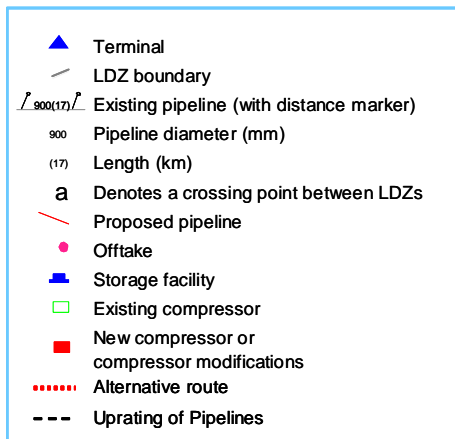 Terminal
LDZ boundary
900(17) Existing pipeline (with distance marker)
900 Pipeline diameter (mm)
(17) Length (km)
a Denotes a crossing point between LDZs
Proposed pipeline
Offtake
Storage facility
Existing compressor
New compressor or
compressor modifications
Alternative route
Uprating of Pipelines